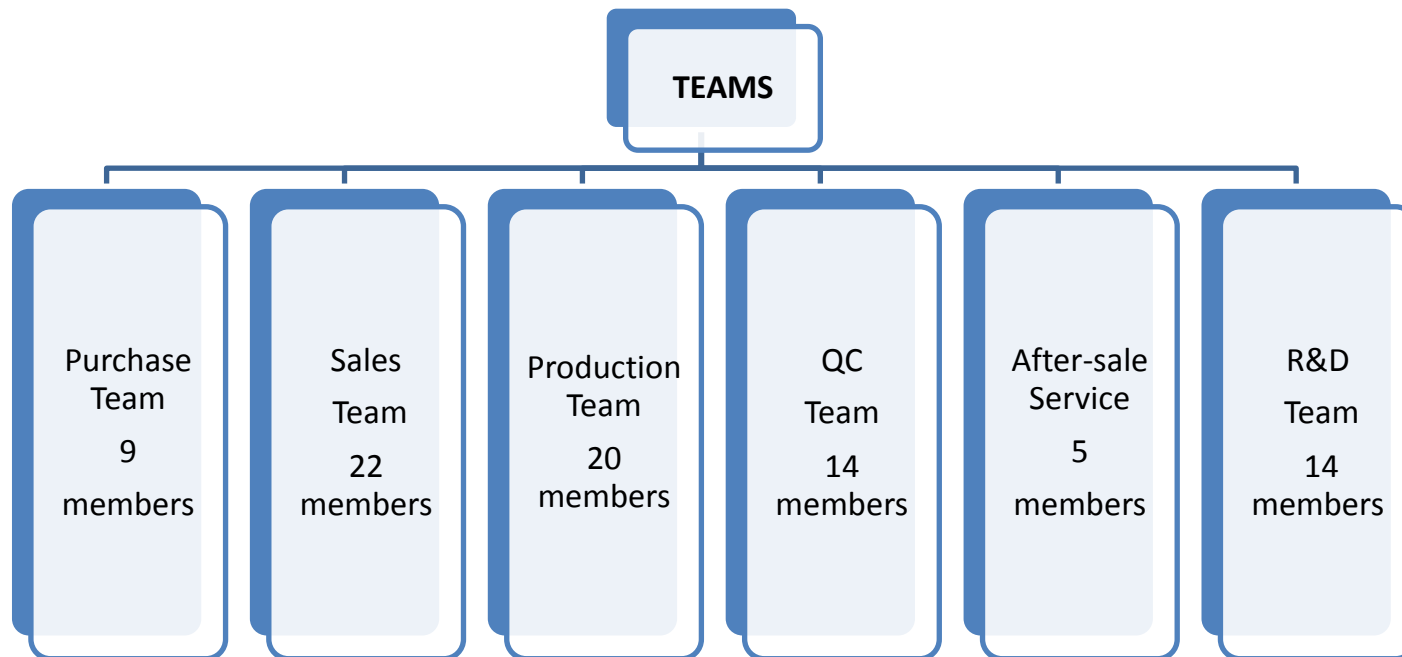 TEAMS
Purchase
Team
9
members
Sales
Team
22
members
Production
Team
20
members
QC
Team
14
members
After-sale
Service
5
members
R&D
Team
14
members